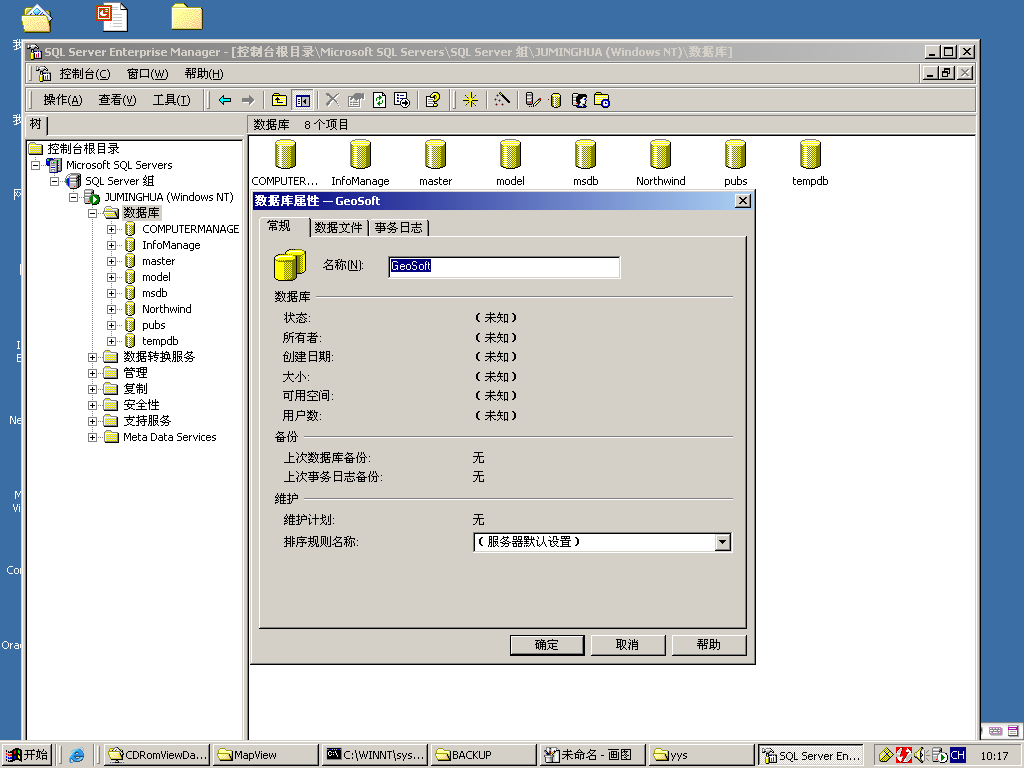 SQL Server Enterprise Manager - [控制台根目录\Microsoft SQL Servers\SQL Server 组\JUMINGHUA (Windows NT)\数据库]
控制台(C) 窗口(W) 帮助(H)
操作(A) 查看(V) 工具(T)
树
数据库 8 个项目
控制台根目录
Microsoft SQL Servers
SQL Server 组
JUMINGHUA (Windows NT)
数据库
COMPUTERMANAGE
InfoManage
master
model
msdb
Northwind
pubs
tempdb
数据转换服务
管理
复制
安全性
支持服务
Meta Data Services
COMPUTER... InfoManage master model msdb Northwind pubs tempdb
数据库属性 — GeoSoft
常规 数据文件 事务日志
名称(N): GeoSoft
数据库
状态: (未知)
所有者: (未知)
创建日期: (未知)
大小: (未知)
可用空间: (未知)
用户数: (未知)
备份
上次数据库备份: 无
上次事务日志备份: 无
维护
维护计划: 无
排序规则名称: (服务器默认设置)
确定 取消 帮助
开始 CDRomViewDa... MapView C:\WINNT\sys... BACKUP 未命名 - 画图 yys SQL Server En... CH 10:17